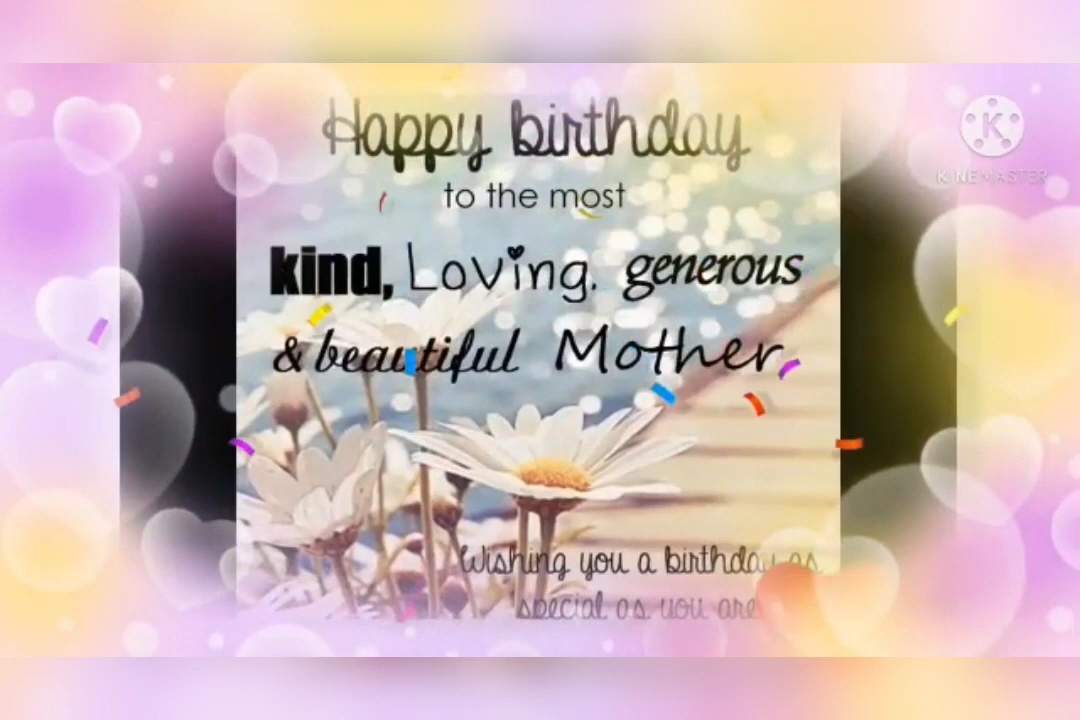 Happy birthday
to the most
kind, Loving, generous
& beautiful Mother,
Wishing you a birthday as
special as you are
K
KINEMASTER